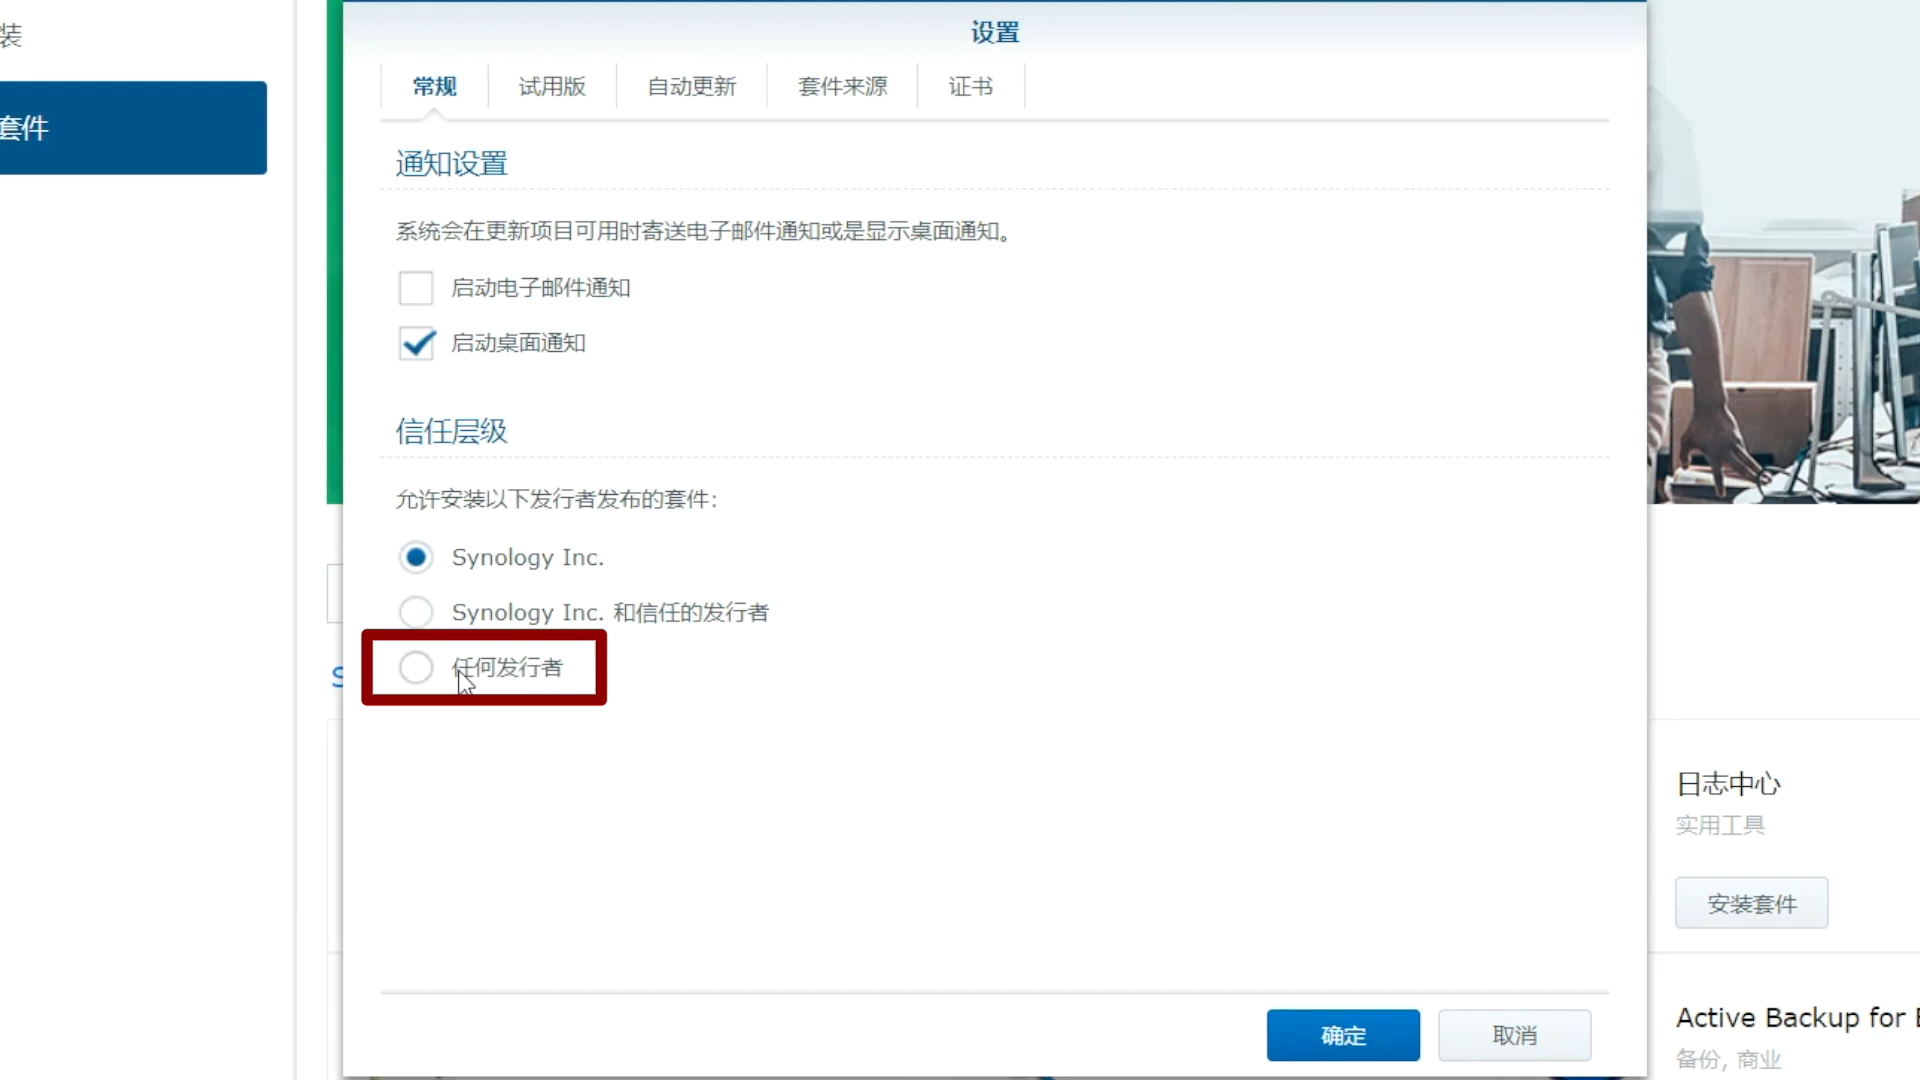 装
套件
设置
常规 试用版 自动更新 套件来源 证书
通知设置
系统会在更新项目可用时寄送电子邮件通知或是显示桌面通知。
启动电子邮件通知
启动桌面通知
信任层级
允许安装以下发行者发布的套件：
Synology Inc.
Synology Inc. 和信任的发行者
任何发行者
S
日志中心
实用工具
安装套件
确定 取消
Active Backup for
备份, 商业